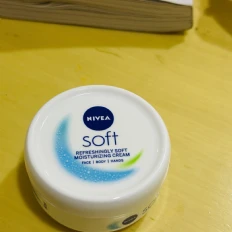 NIVEA
soft
REFRESHINGLY SOFT
MOISTURIZING CREAM
FACE | BODY | HANDS